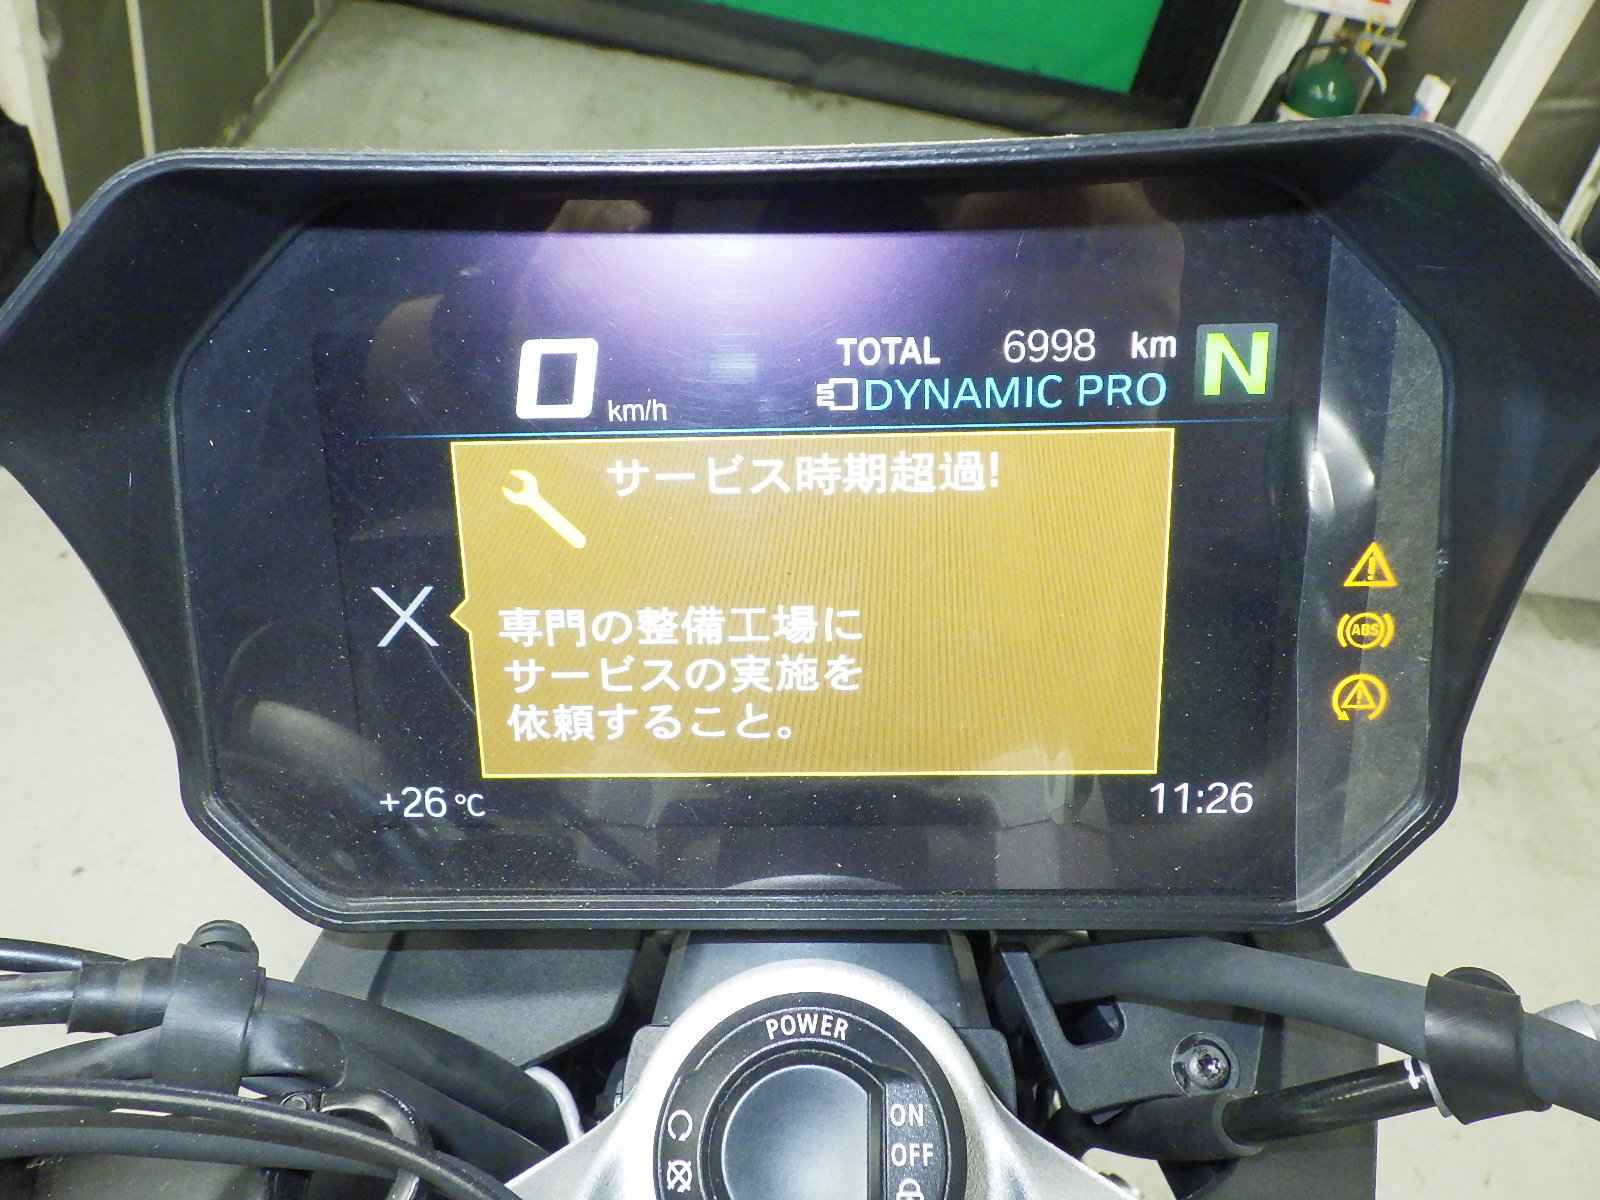 0 km/h
TOTAL 6998 km N
DYNAMIC PRO
サービス時期超過!
専門の整備工場に
サービスの実施を
依頼すること。
ABS
+26 °C
11:26
POWER
ON
OFF